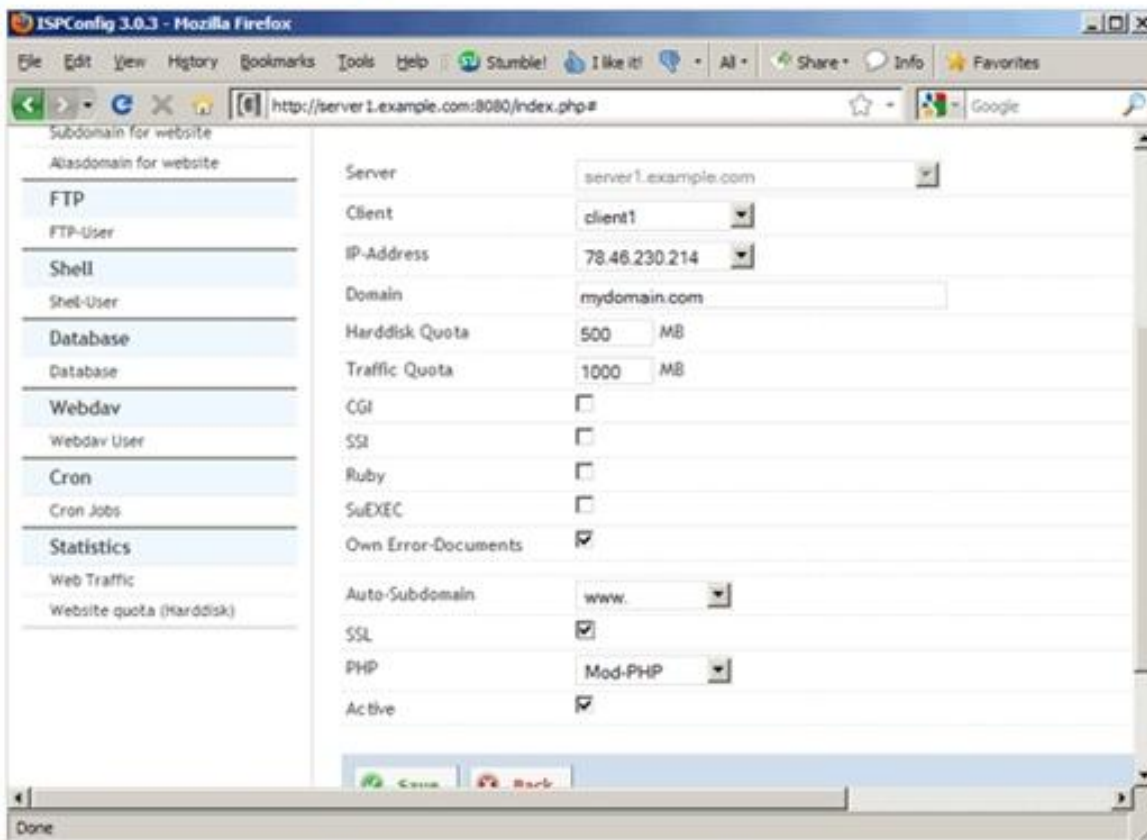 ISPConfig 3.0.3 - Mozilla Firefox
File Edit View History Bookmarks Tools Help Stumble! I like it! All Share Info Favorites
http://server1.example.com:8080/index.php# Google
Subdomain for website
Aliasdomain for website
FTP
FTP-User
Shell
Shell-User
Database
Database
Webdav
Webdav User
Cron
Cron Jobs
Statistics
Web Traffic
Website quota (Harddisk)
Server server1.example.com
Client client1
IP-Address 78.46.230.214
Domain mydomain.com
Harddisk Quota 500 MB
Traffic Quota 1000 MB
CGI
SSI
Ruby
SuEXEC
Own Error-Documents
Auto-Subdomain www.
SSL
PHP Mod-PHP
Active
Save Back
Done